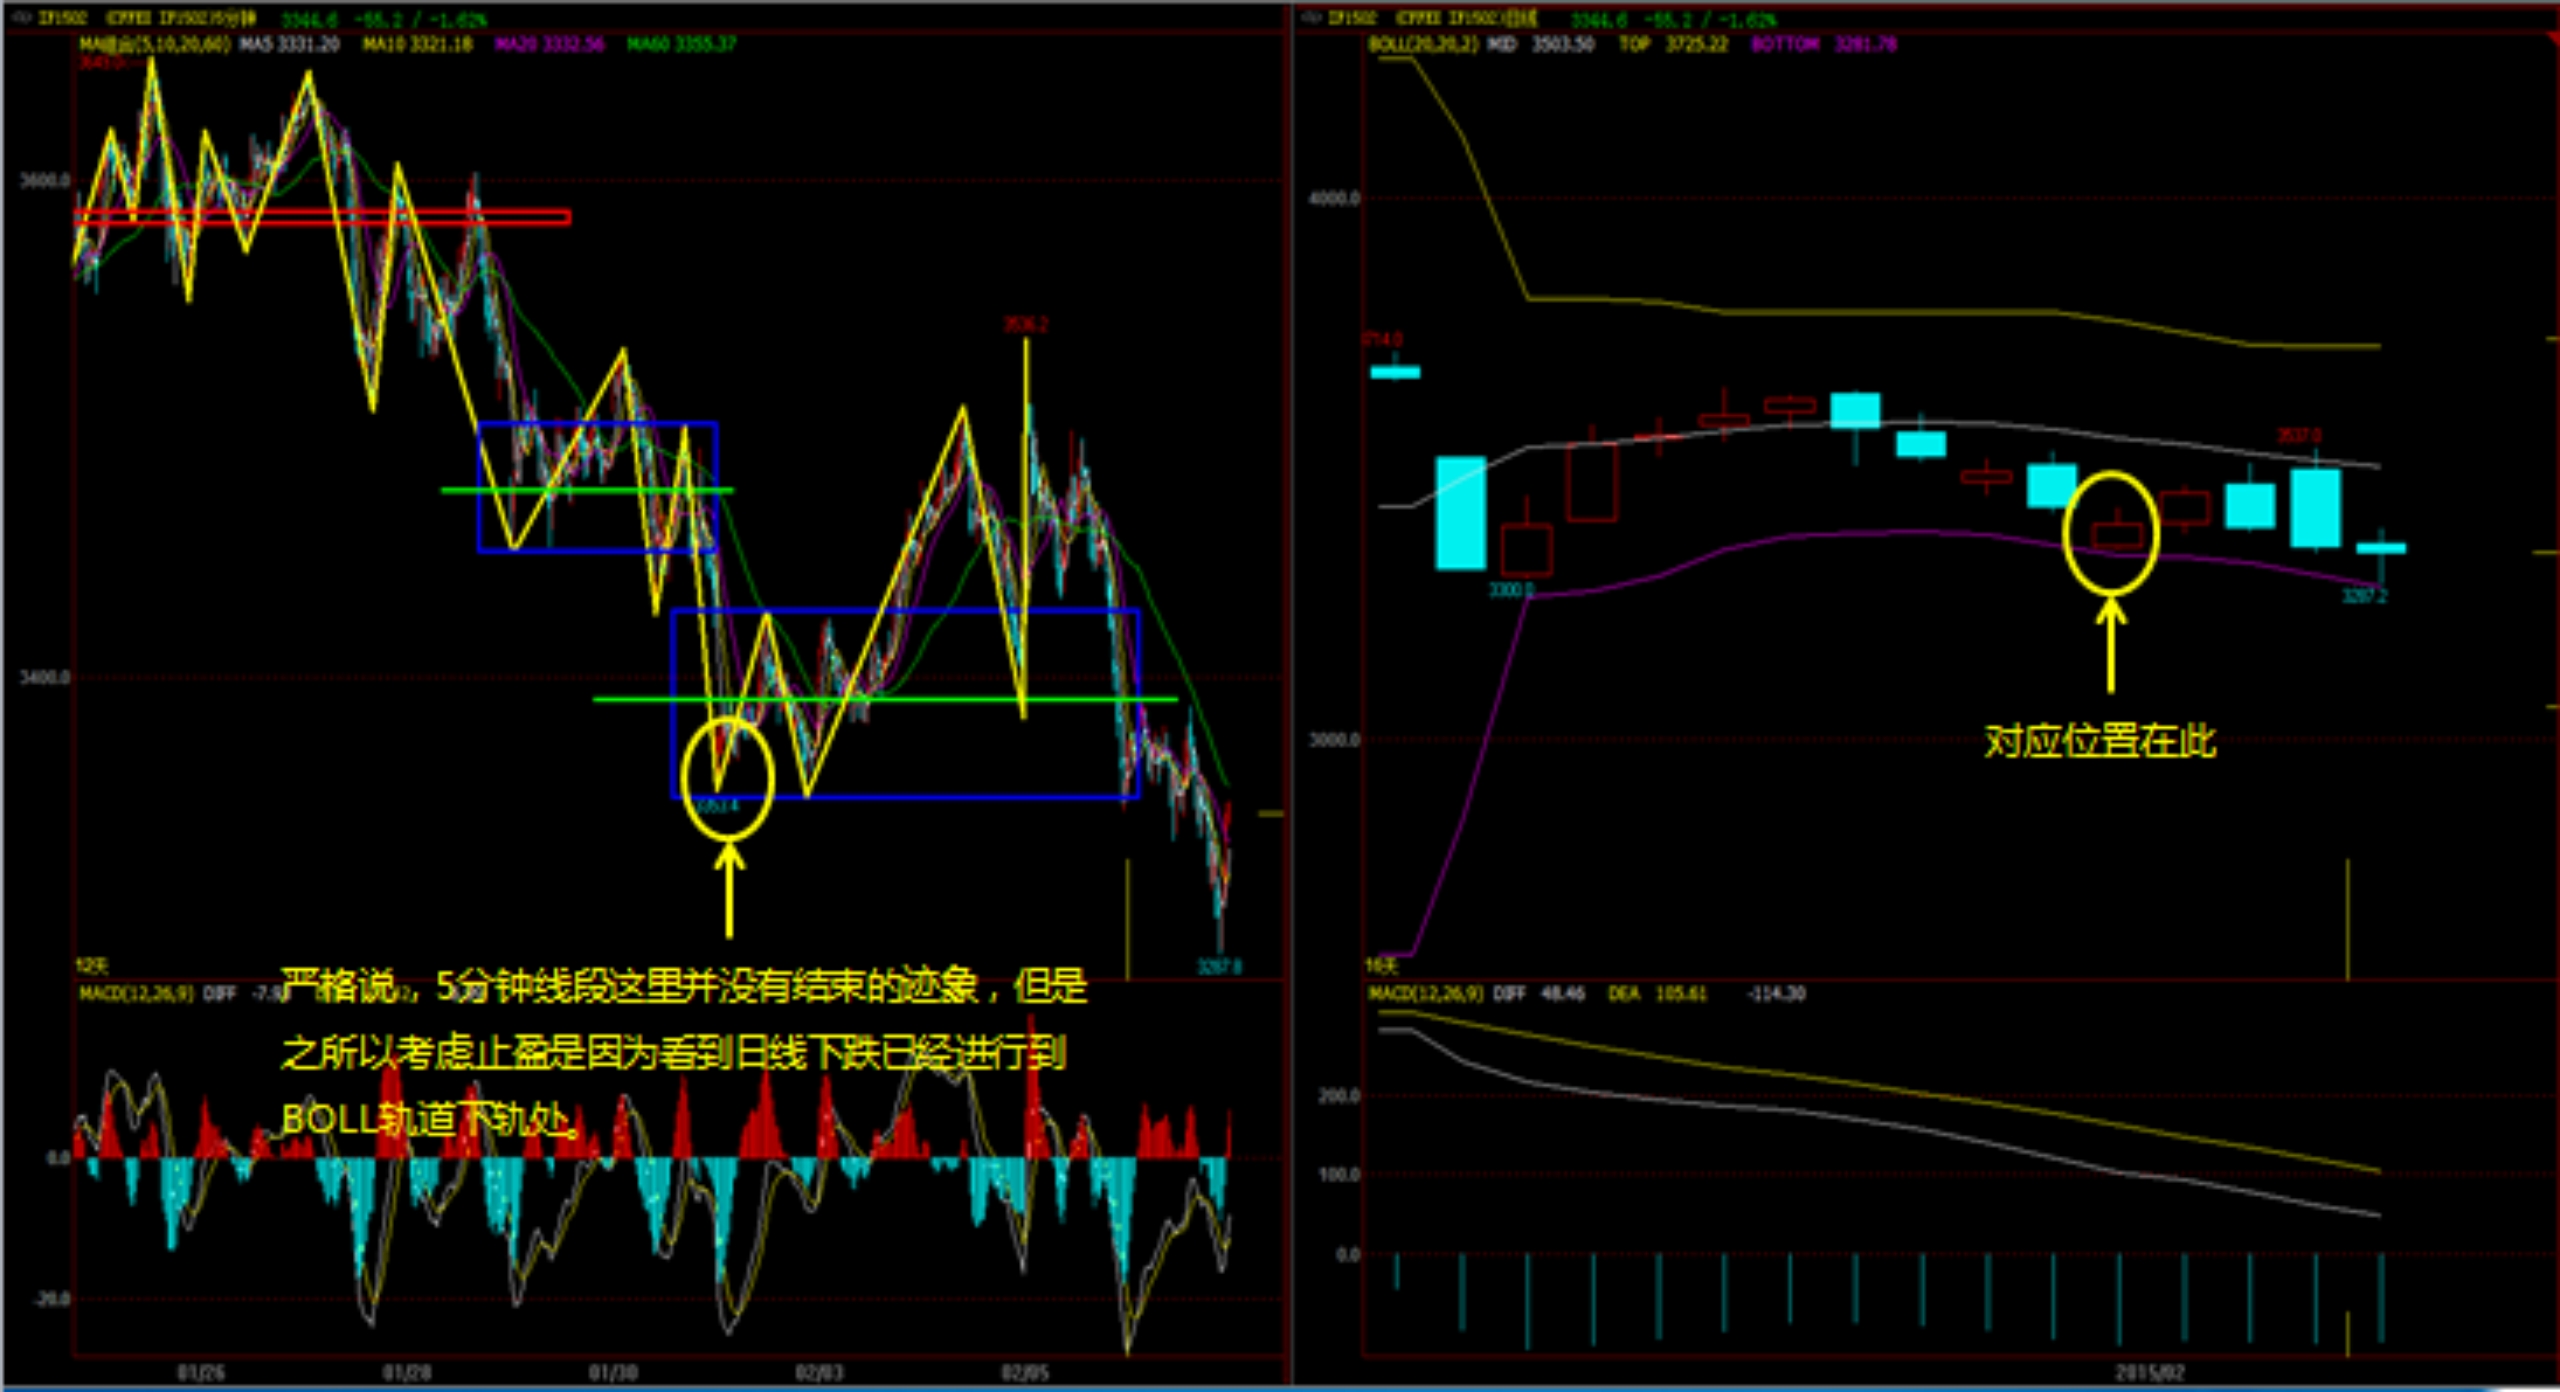 IF1502 (CFFEX IF1502)5分钟 3344.6 -55.2 / -1.62%
MA组合(5,10,20,60) MA5 3331.20 MA10 3321.18 MA20 3332.56 MA60 3355.37
3600.0
3536.2
3400.0
3353.4
3287.8
12天
严格说，5分钟线段这里并没有结束的迹象，但是
之所以考虑止盈是因为看到日线下跌已经进行到
BOLL轨道下轨处。
MACD(12,26,9) DIFF
0.0
-20.0
01/26 01/28 01/30 02/03 02/05
IF1502 (CFFEX IF1502)日线 3344.6 -55.2 / -1.62%
BOLL(20,20,2) MID 3503.50 TOP 3725.22 BOTTOM 3281.78
4000.0
3537.0
3300.0
3287.2
3000.0
对应位置在此
16天
MACD(12,26,9) DIFF 48.46 DEA 105.61 -114.30
200.0
100.0
0.0
2015/02